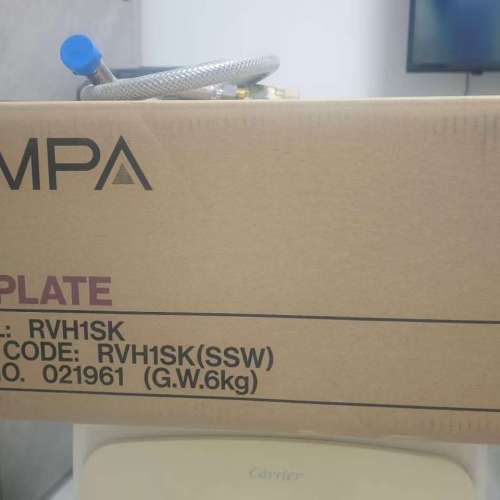 MPA
PLATE
L: RVH1SK
CODE: RVH1SK(SSW)
O. 021961 (G.W.6kg)
Carrier